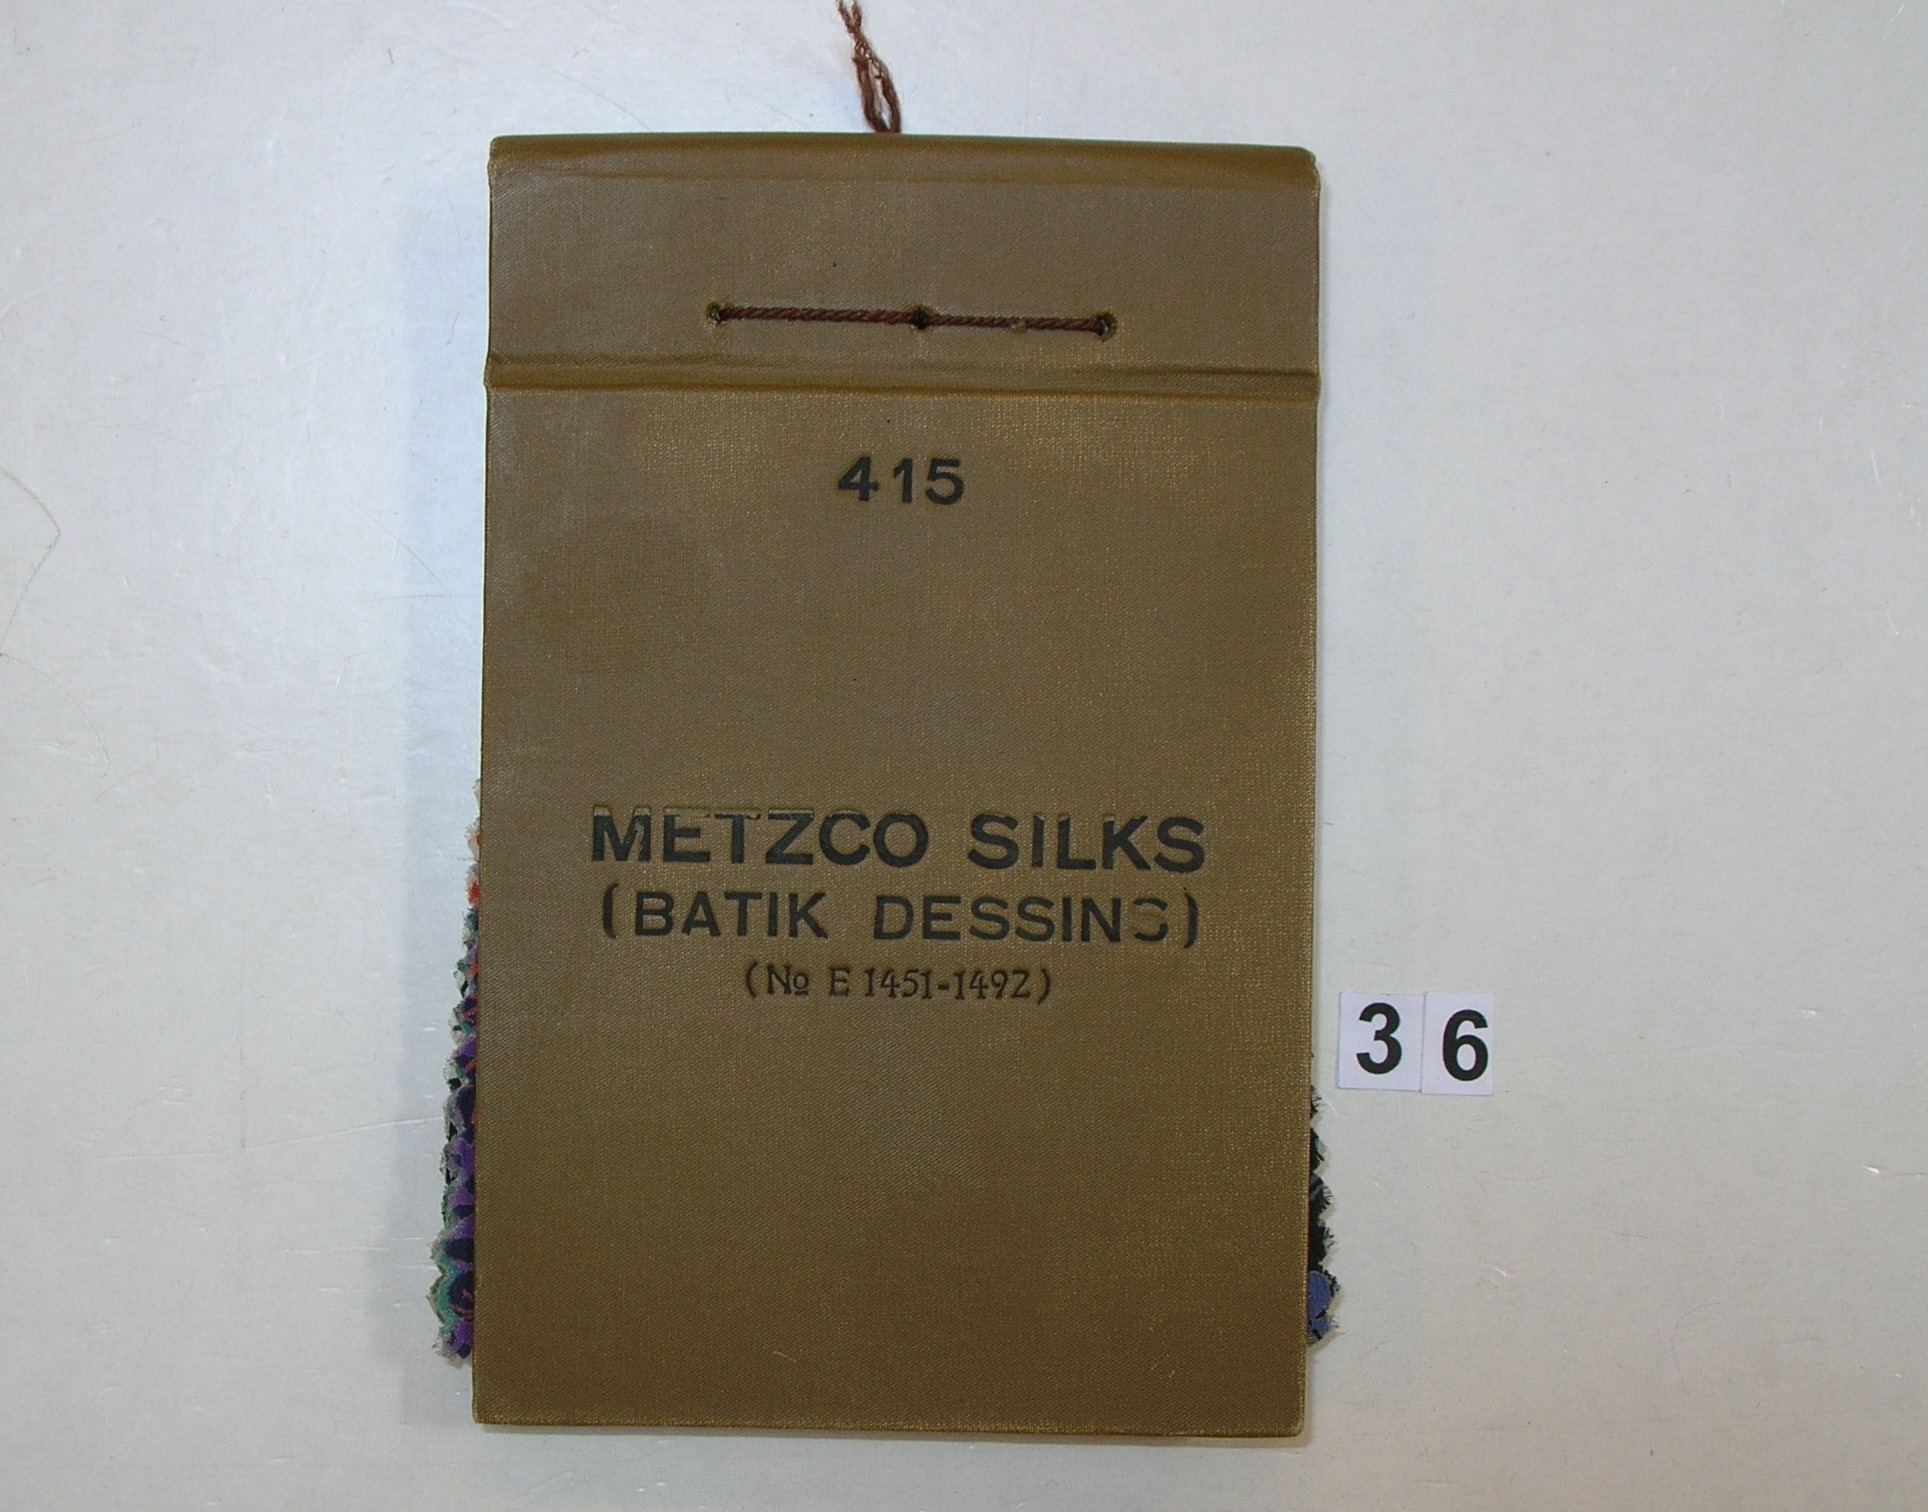 415
METZCO SILKS
(BATIK DESSINS)
(No E 1451-1492)
36